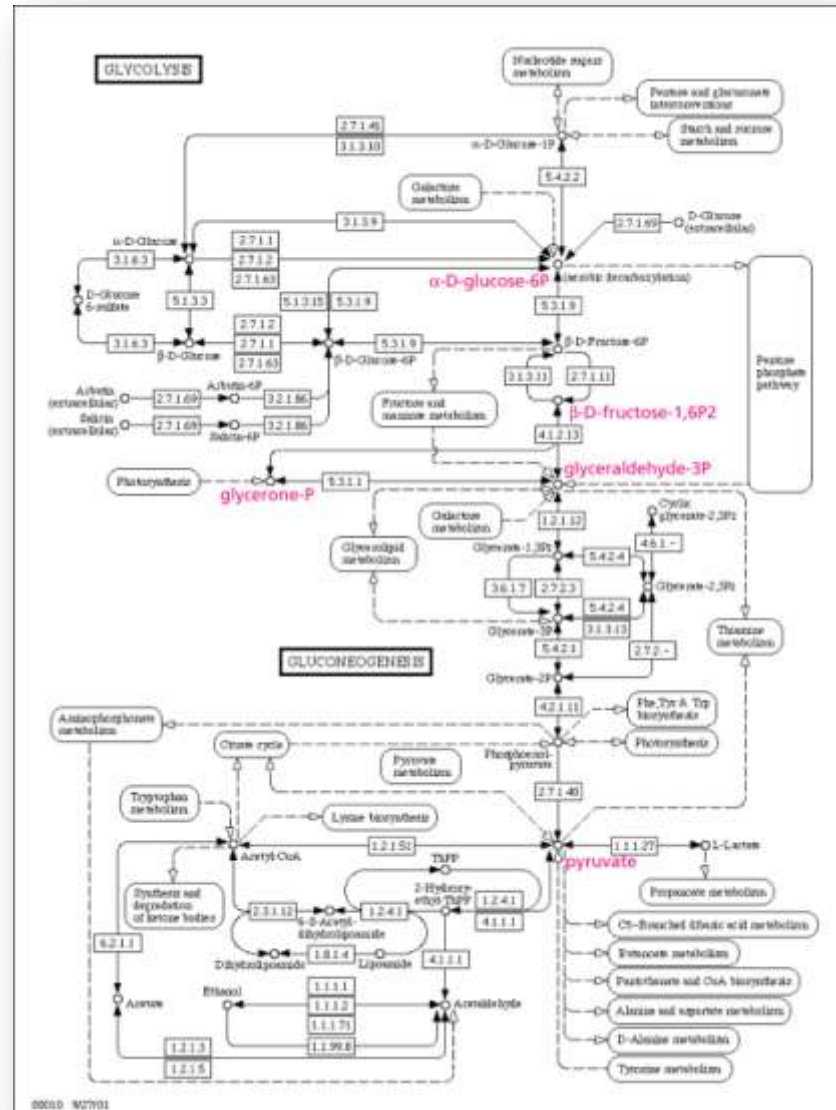 GLYCOLYSIS
Nucleotide sugars
metabolism
Pentose and glucuronate
interconversions
Starch and sucrose
metabolism
2.7.1.41
3.1.3.10
α-D-Glucose-1P
5.4.2.2
Galactose
metabolism
3.1.3.9
2.7.1.69
D-Glucose
(extracellular)
α-D-Glucose
3.1.6.3
2.7.1.1
2.7.1.2
2.7.1.63
α-D-glucose-6P
(aerobic decarboxylation)
D-Glucose
6-sulfate
5.1.3.3
5.1.3.15
5.3.1.9
5.3.1.9
3.1.6.3
2.7.1.2
2.7.1.1
2.7.1.63
5.3.1.9
β-D-Fructose-6P
β-D-Glucose
β-D-Glucose-6P
Pentose
phosphate
pathway
3.1.3.11
2.7.1.11
Arbutin
(extracellular)
2.7.1.69
Arbutin-6P
3.2.1.86
Fructose and
mannose metabolism
β-D-fructose-1,6P2
Salicin
(extracellular)
2.7.1.69
Salicin-6P
3.2.1.86
4.1.2.13
glyceraldehyde-3P
Photosynthesis
glycerone-P
5.3.1.1
Galactose
metabolism
1.2.1.12
Cyclic
glycerate-2,3P2
Glycerolipid
metabolism
4.6.1.-
5.4.2.4
3.6.1.7
2.7.2.3
5.4.2.4
3.1.3.13
Glycerate-3P
Thiamine
metabolism
GLUCONEOGENESIS
5.4.2.1
2.7.2.-
Glycerate-2P
4.2.1.11
Phe, Tyr & Trp
biosynthesis
Aminophosphonate
metabolism
Citrate cycle
Pyruvate
metabolism
Phosphoenol-
pyruvate
Photosynthesis
2.7.1.40
Tryptophan
metabolism
Lysine biosynthesis
Acetyl-CoA
1.2.1.51
pyruvate
1.1.1.27
L-Lactate
ThPP
2-Hydroxy-
ethyl-ThPP
Propanoate metabolism
Synthesis and
degradation
of ketone bodies
2.3.1.12
1.2.4.1
1.2.4.1
4.1.1.1
6-S-Acetyl-
dihydrolipoamide
C5-Branched dibasic acid metabolism
6.2.1.1
Dihydrolipoamide
1.8.1.4
Lipoamide
4.1.1.1
Butanoate metabolism
Pantothenate and CoA biosynthesis
Acetate
Ethanol
1.1.1.1
1.1.1.2
1.1.1.71
1.1.99.8
Acetaldehyde
Alanine and aspartate metabolism
D-Alanine metabolism
1.2.1.3
1.2.1.5
Tyrosine metabolism